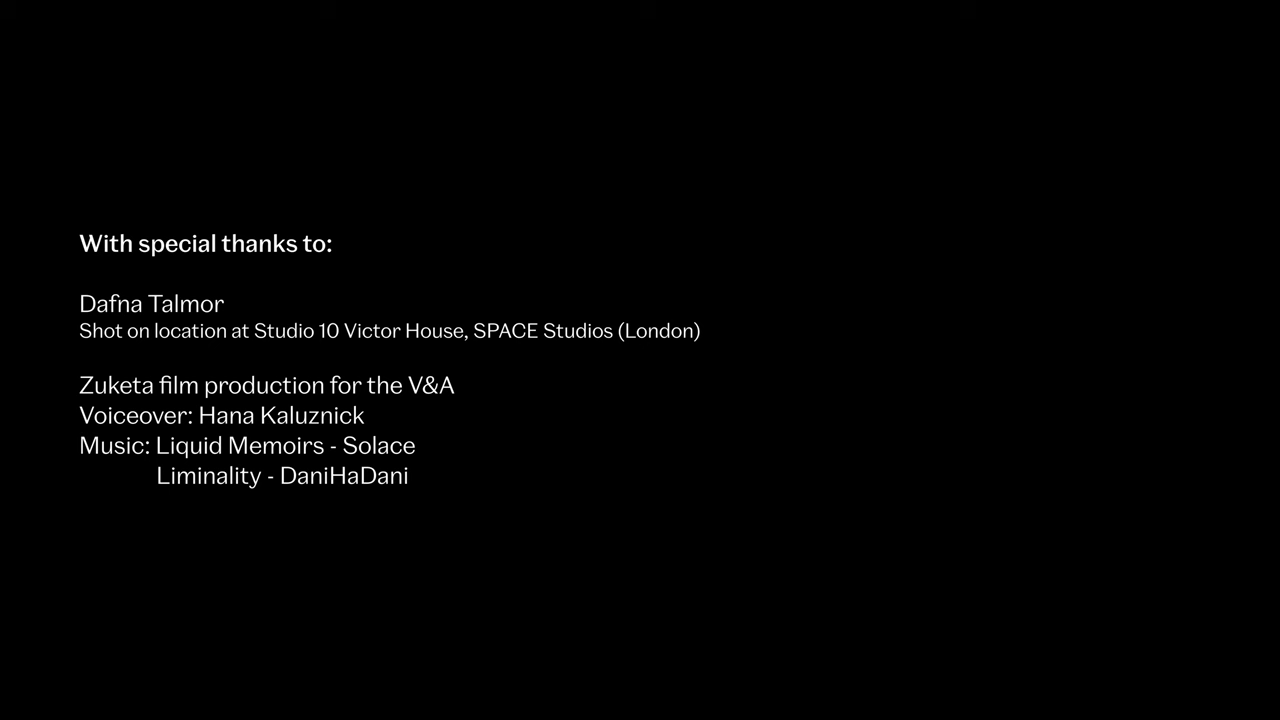 With special thanks to:
Dafna Talmor
Shot on location at Studio 10 Victor House, SPACE Studios (London)
Zuketa film production for the V&A
Voiceover: Hana Kaluznick
Music: Liquid Memoirs - Solace
Liminality - DaniHaDani